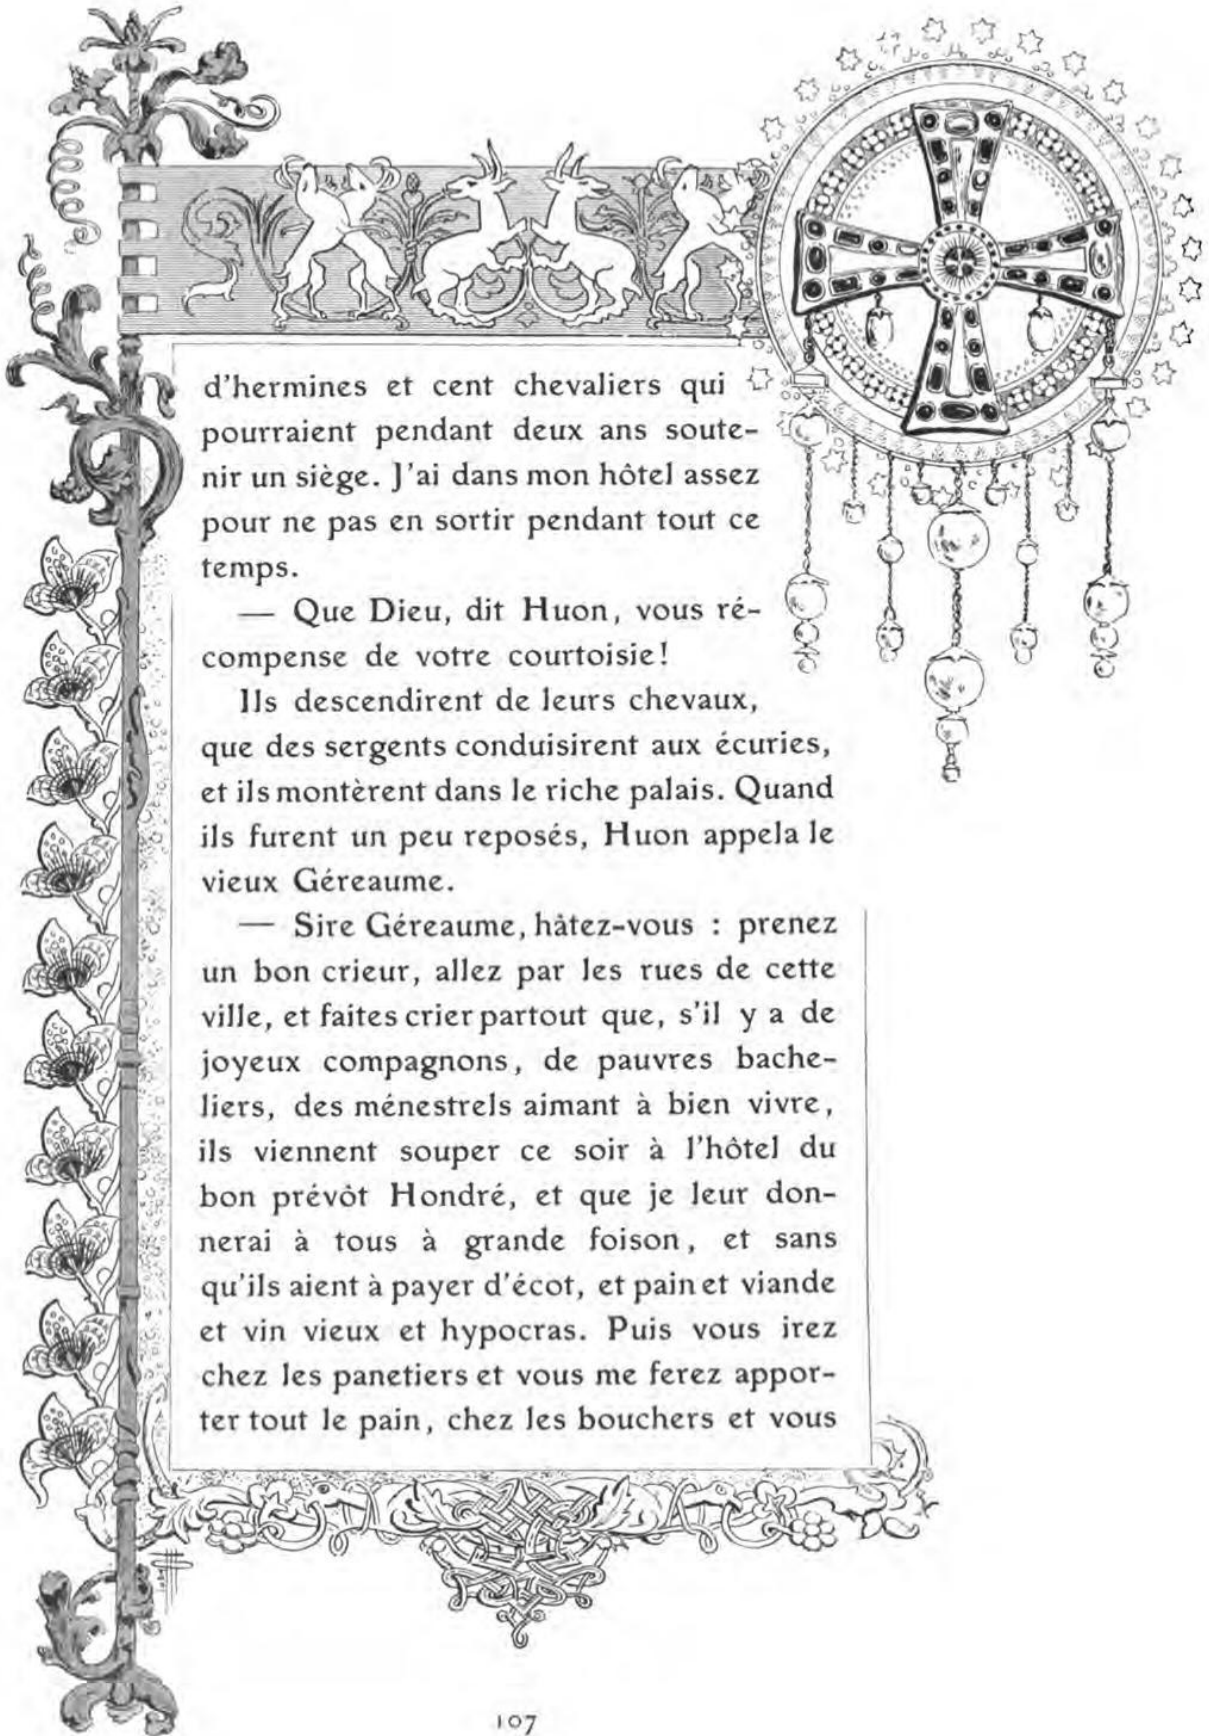 d'hermines et cent chevaliers qui
pourraient pendant deux ans soute-
nir un siège. J'ai dans mon hôtel assez
pour ne pas en sortir pendant tout ce
temps.
— Que Dieu, dit Huon, vous ré-
compense de votre courtoisie!
Ils descendirent de leurs chevaux,
que des sergents conduisirent aux écuries,
et ils montèrent dans le riche palais. Quand
ils furent un peu reposés, Huon appela le
vieux Géreaume.
— Sire Géreaume, hâtez-vous : prenez
un bon crieur, allez par les rues de cette
ville, et faites crier partout que, s'il y a de
joyeux compagnons, de pauvres bache-
liers, des ménestrels aimant à bien vivre,
ils viennent souper ce soir à l'hôtel du
bon prévôt Hondré, et que je leur don-
nerai à tous à grande foison, et sans
qu'ils aient à payer d'écot, et pain et viande
et vin vieux et hypocras. Puis vous irez
chez les panetiers et vous me ferez appor-
ter tout le pain, chez les bouchers et vous
107